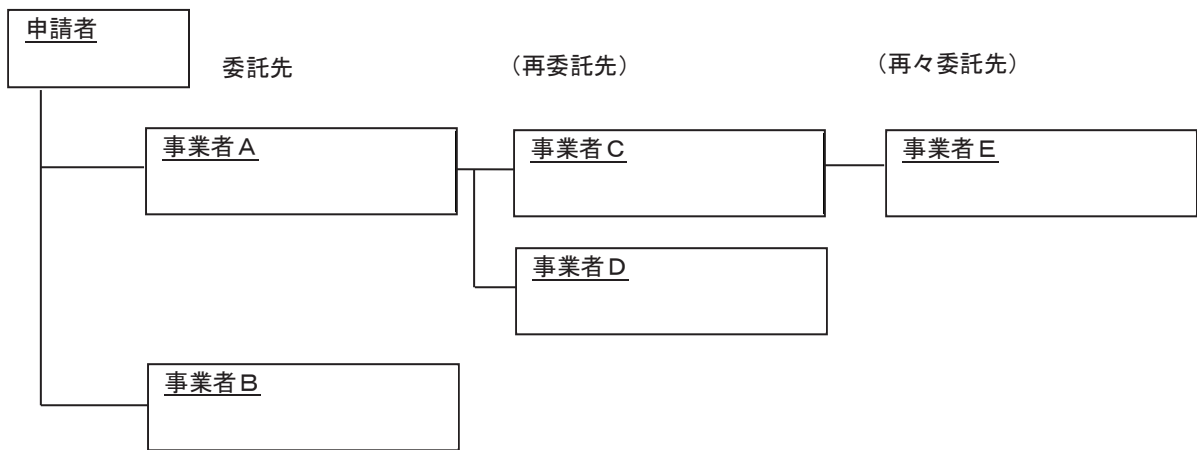 申請者
委託先
（再委託先）
（再々委託先）
事業者Ａ
事業者Ｃ
事業者Ｅ
事業者Ｄ
事業者Ｂ